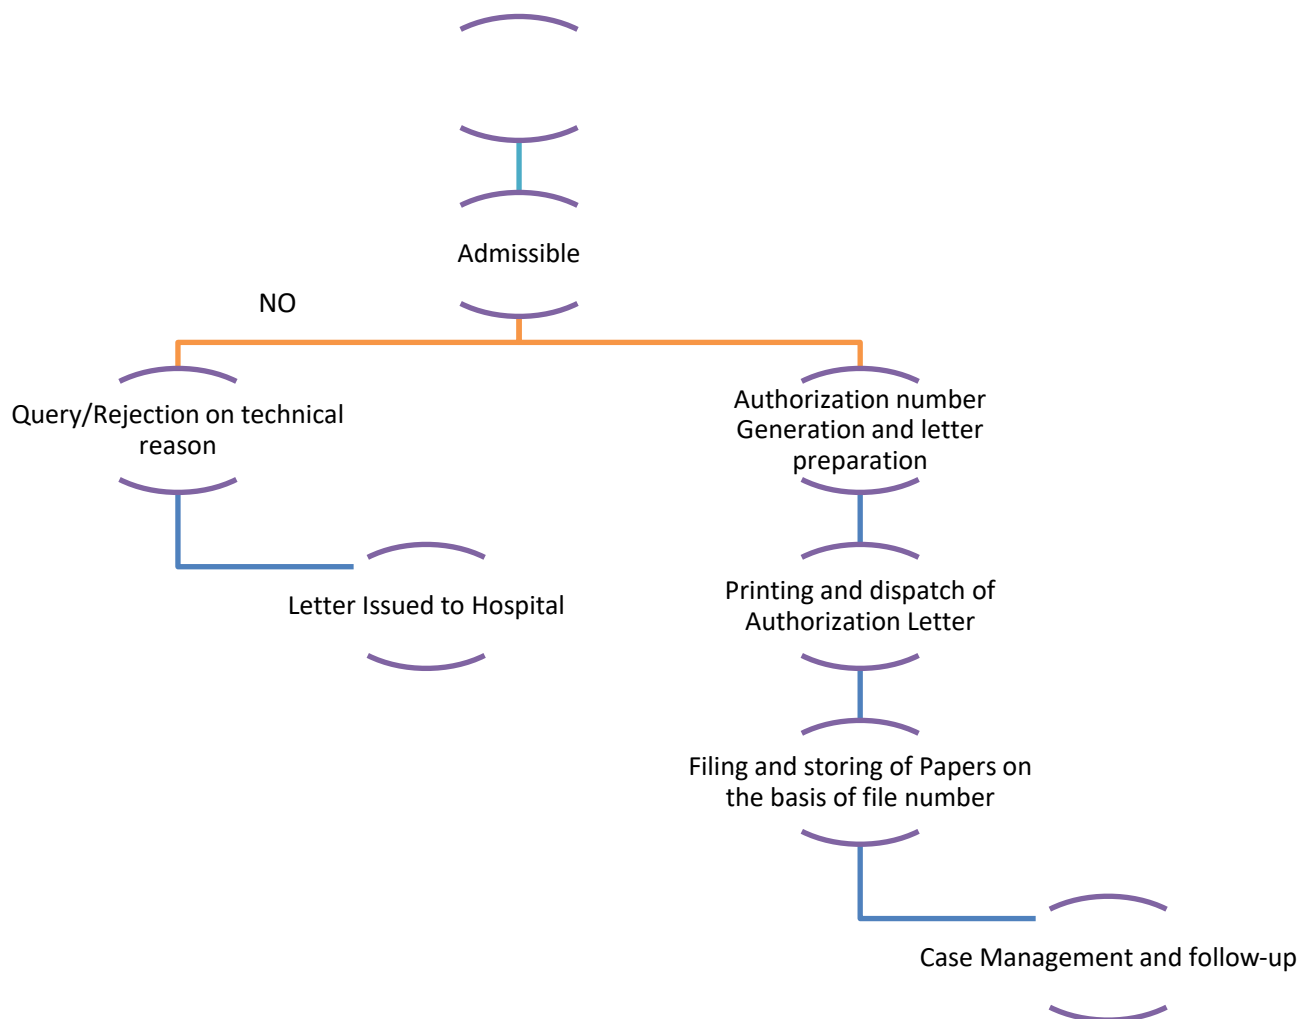 Admissible
NO
Query/Rejection on technical
reason
Authorization number
Generation and letter
preparation
Letter Issued to Hospital
Printing and dispatch of
Authorization Letter
Filing and storing of Papers on
the basis of file number
Case Management and follow-up